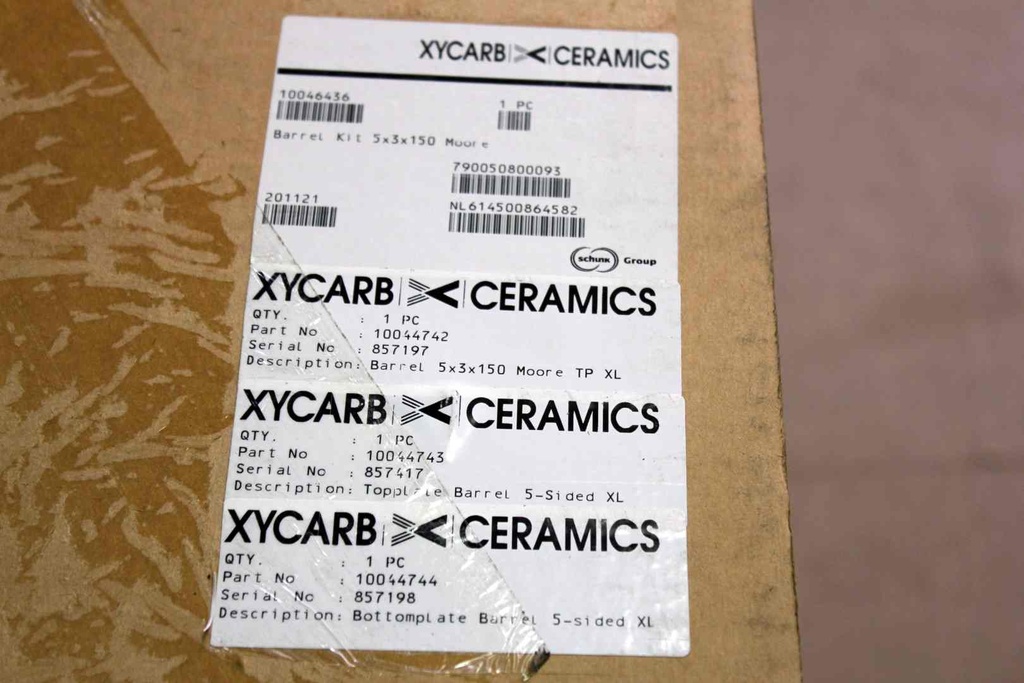 XYCARB CERAMICS
10046436
1 PC
Barrel Kit 5x3x150 Moore
790050800093
201121
NL614500864582
schunk Group
XYCARB CERAMICS
QTY. : 1 PC
Part No : 10044742
Serial No : 857197
Description: Barrel 5x3x150 Moore TP XL
XYCARB CERAMICS
QTY. : 1 PC
Part No : 10044743
Serial No : 857417
Description: Topplate Barrel 5-Sided XL
XYCARB CERAMICS
QTY. : 1 PC
Part No : 10044744
Serial No : 857198
Description: Bottomplate Barrel 5-sided XL